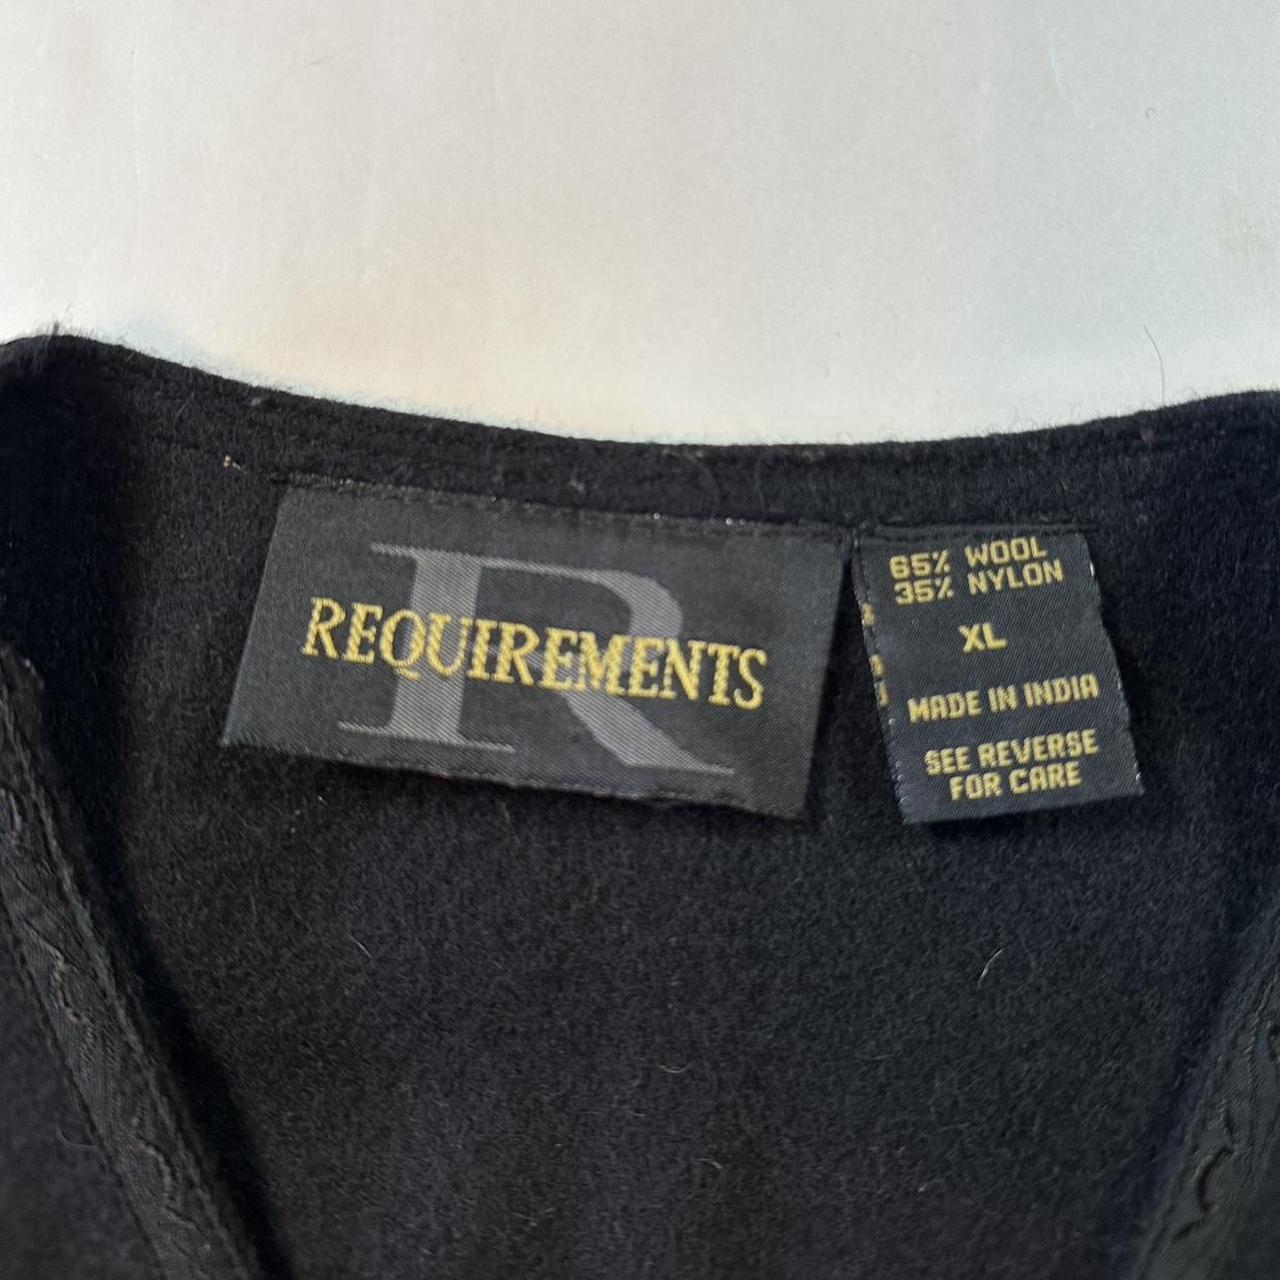 R
REQUIREMENTS
65% WOOL
35% NYLON
XL
MADE IN INDIA
SEE REVERSE
FOR CARE